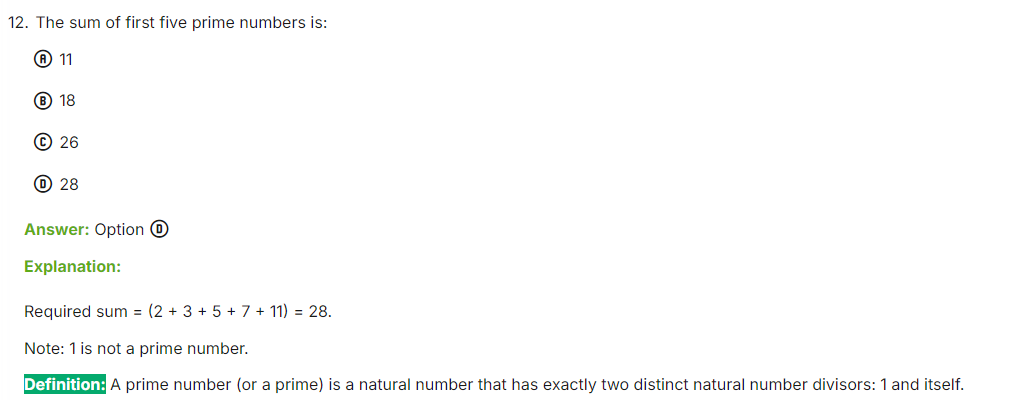 12. The sum of first five prime numbers is:
Ⓐ 11
Ⓑ 18
Ⓒ 26
Ⓓ 28
Answer: Option Ⓓ
Explanation:
Required sum = (2 + 3 + 5 + 7 + 11) = 28.
Note: 1 is not a prime number.
Definition: A prime number (or a prime) is a natural number that has exactly two distinct natural number divisors: 1 and itself.